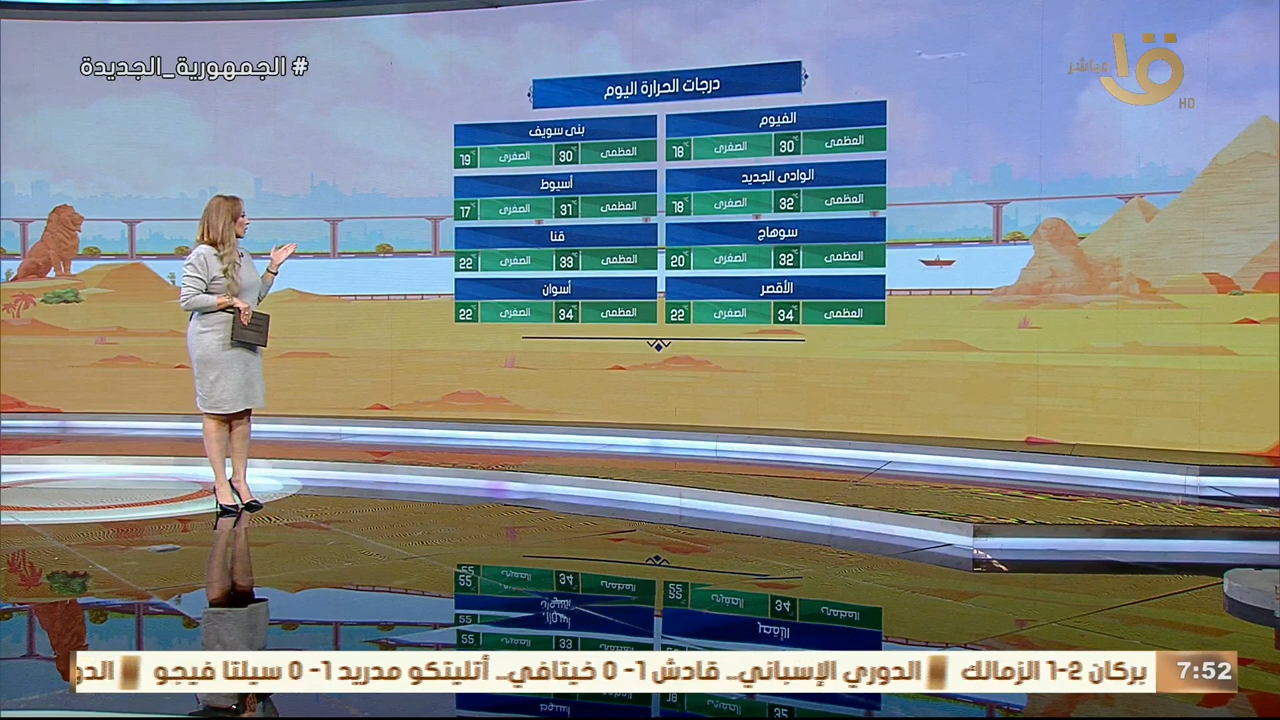 # الجمهورية_الجديدة
مباشر
HD
درجات الحرارة اليوم
الفيوم
العظمى 30°c الصغرى 18°c
بنى سويف
العظمى 30°c الصغرى 19°c
الوادى الجديد
العظمى 32°c الصغرى 18°c
أسيوط
العظمى 31°c الصغرى 17°c
سوهاج
العظمى 32°c الصغرى 20°c
قنا
العظمى 33°c الصغرى 22°c
الأقصر
العظمى 34°c الصغرى 22°c
أسوان
العظمى 34°c الصغرى 22°c
7:52 بركان 2-1 الزمالك الدوري الإسباني.. قادش 1- 0 خيتافي.. أتليتكو مدريد 1- 0 سيلتا فيجو